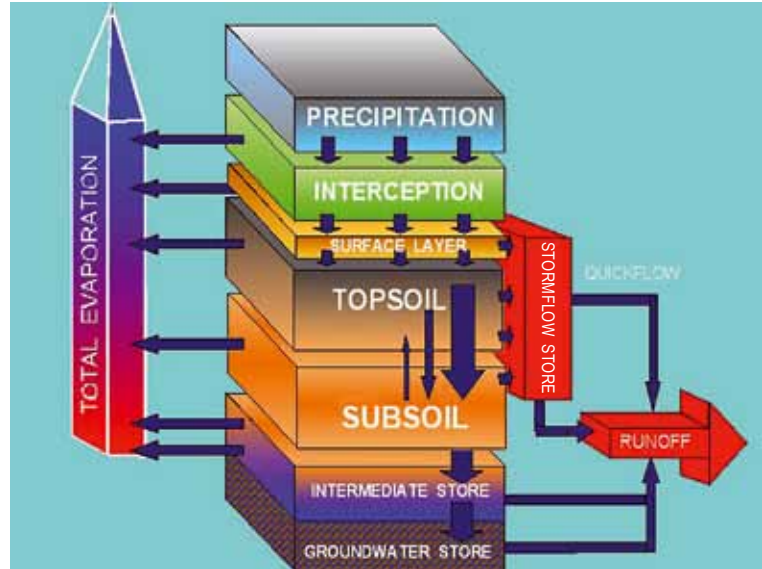 PRECIPITATION
INTERCEPTION
SURFACE LAYER
TOPSOIL
SUBSOIL
INTERMEDIATE STORE
GROUNDWATER STORE
TOTAL EVAPORATION
STORMFLOW STORE
QUICKFLOW
RUNOFF